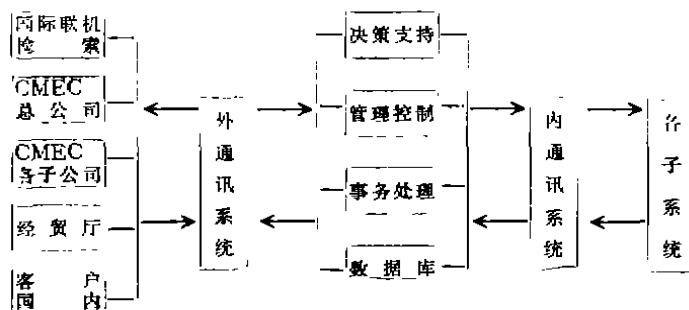 国际联机
检索
CMEC
总公司
CMEC
各子公司
经贸厅
客户
国内
外通讯系统
决策支持
管理控制
事务处理
数据库
内通讯系统
各子系统